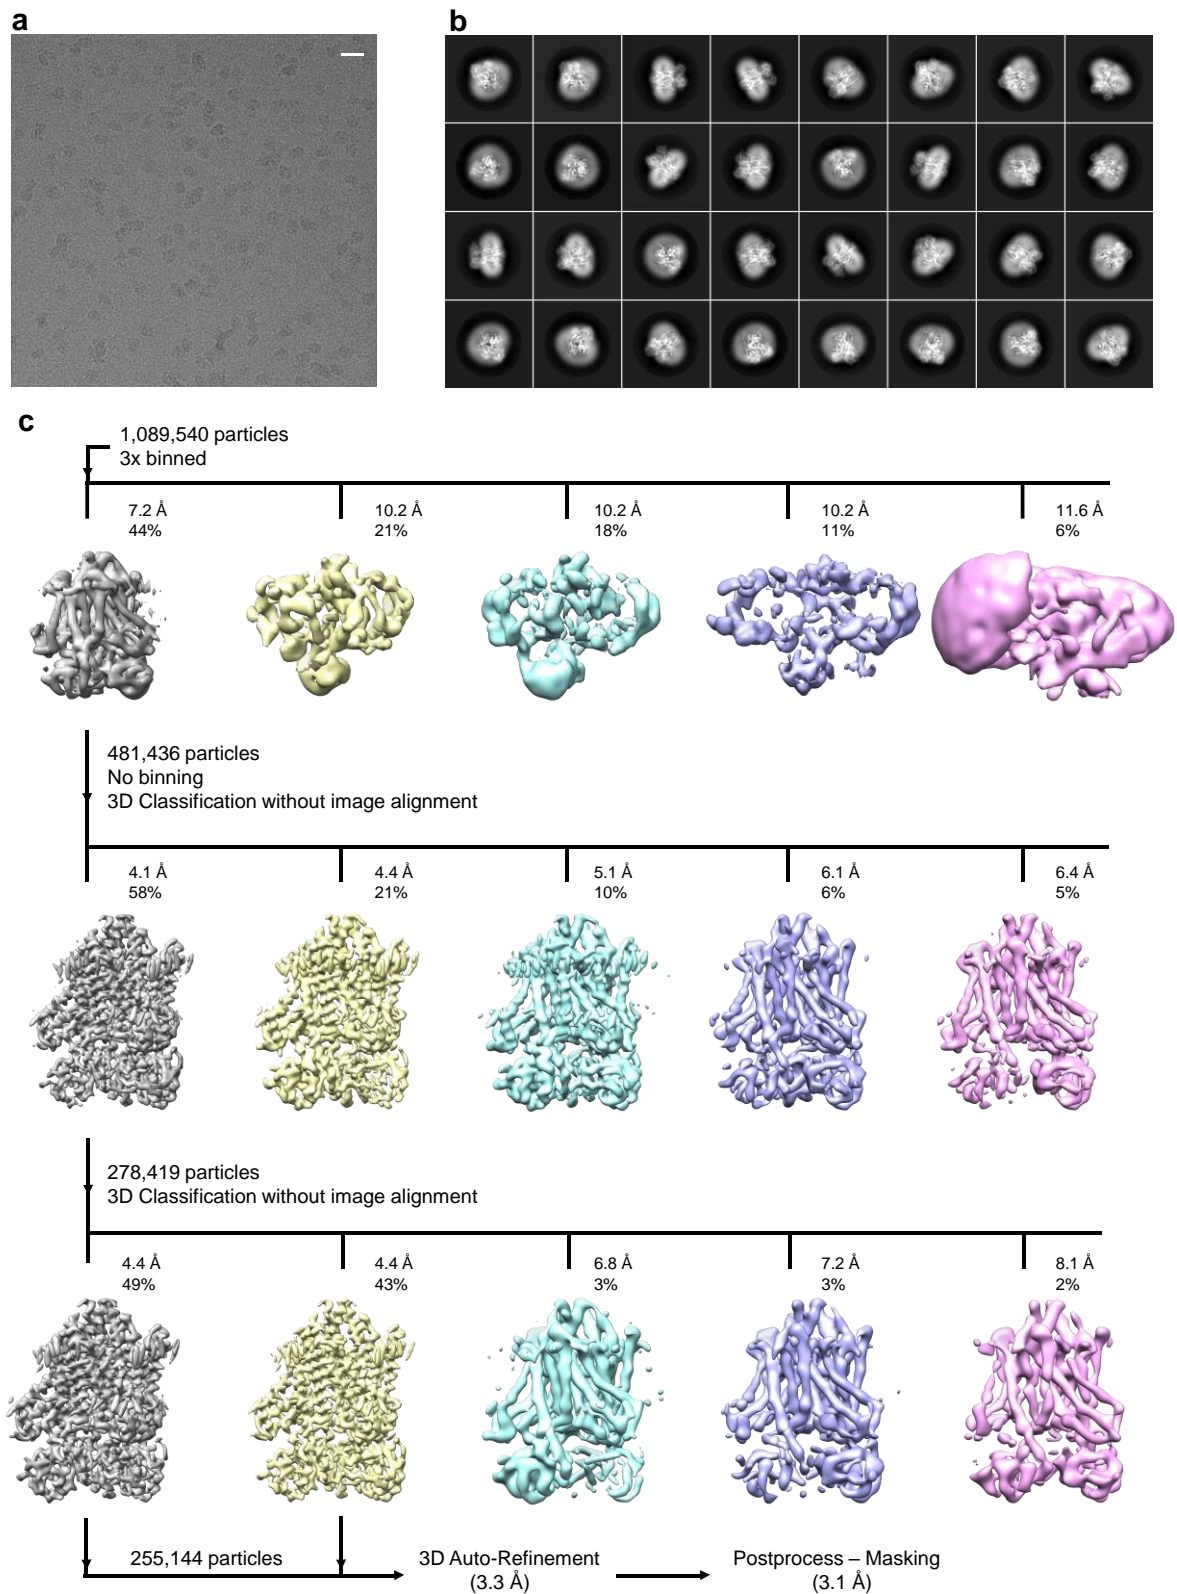 a
b
c
1,089,540 particles
3x binned
7.2 Å
44%
10.2 Å
21%
10.2 Å
18%
10.2 Å
11%
11.6 Å
6%
481,436 particles
No binning
3D Classification without image alignment
4.1 Å
58%
4.4 Å
21%
5.1 Å
10%
6.1 Å
6%
6.4 Å
5%
278,419 particles
3D Classification without image alignment
4.4 Å
49%
4.4 Å
43%
6.8 Å
3%
7.2 Å
3%
8.1 Å
2%
255,144 particles
3D Auto-Refinement
(3.3 Å)
Postprocess – Masking
(3.1 Å)